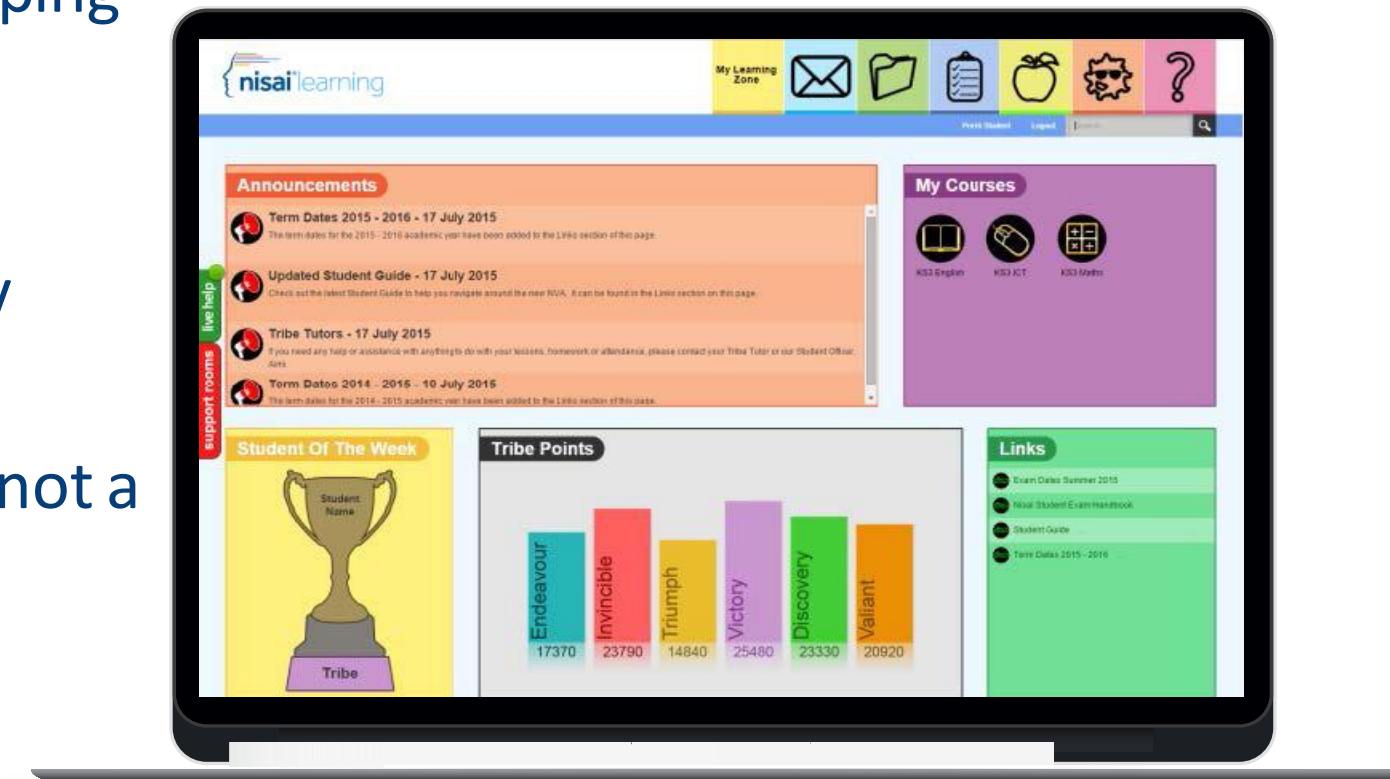 ping
y
not a
nisai learning
My Learning
Zone
Logout
Search
Announcements
Term Dates 2015 - 2016 - 17 July 2015
The term dates for the 2015 - 2016 academic year have been added to the Links section of this page.
Updated Student Guide - 17 July 2015
Check out the latest Student Guide to help you navigate around the new NVA. It can be found in the Links section on this page.
Tribe Tutors - 17 July 2015
If you need any help or assistance with anything to do with your lessons, homework or attendance, please contact your Tribe Tutor or our Student Officer,
Term Dates 2014 - 2015 - 10 July 2015
The term dates for the 2014 - 2015 academic year have been added to the Links section of this page.
live help
support rooms
My Courses
KS3 English
KS3 ICT
KS3 Maths
Student Of The Week
Student
Name
Tribe
Tribe Points
Endeavour
Invincible
Triumph
Victory
Discovery
Valiant
17370
23790
14840
25480
23330
20920
Links
Exam Dates Summer 2015
Nisai Student Exam Handbook
Student Guide
Term Dates 2015 - 2016